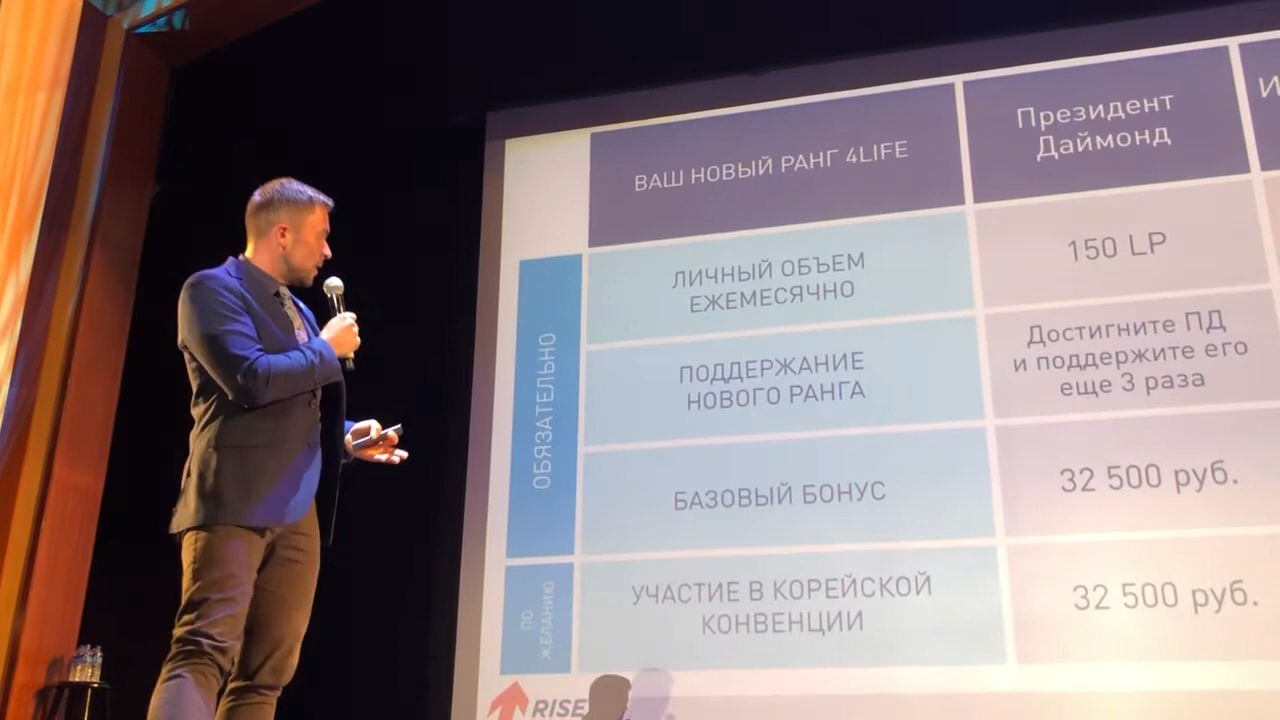 ВАШ НОВЫЙ РАНГ 4LIFE
Президент
Даймонд
ОБЯЗАТЕЛЬНО
ЛИЧНЫЙ ОБЪЕМ
ЕЖЕМЕСЯЧНО
150 LP
ПОДДЕРЖАНИЕ
НОВОГО РАНГА
Достигните ПД
и поддержите его
еще 3 раза
БАЗОВЫЙ БОНУС
32 500 руб.
ПО
ЖЕЛАНИЮ
УЧАСТИЕ В КОРЕЙСКОЙ
КОНВЕНЦИИ
32 500 руб.
RISE